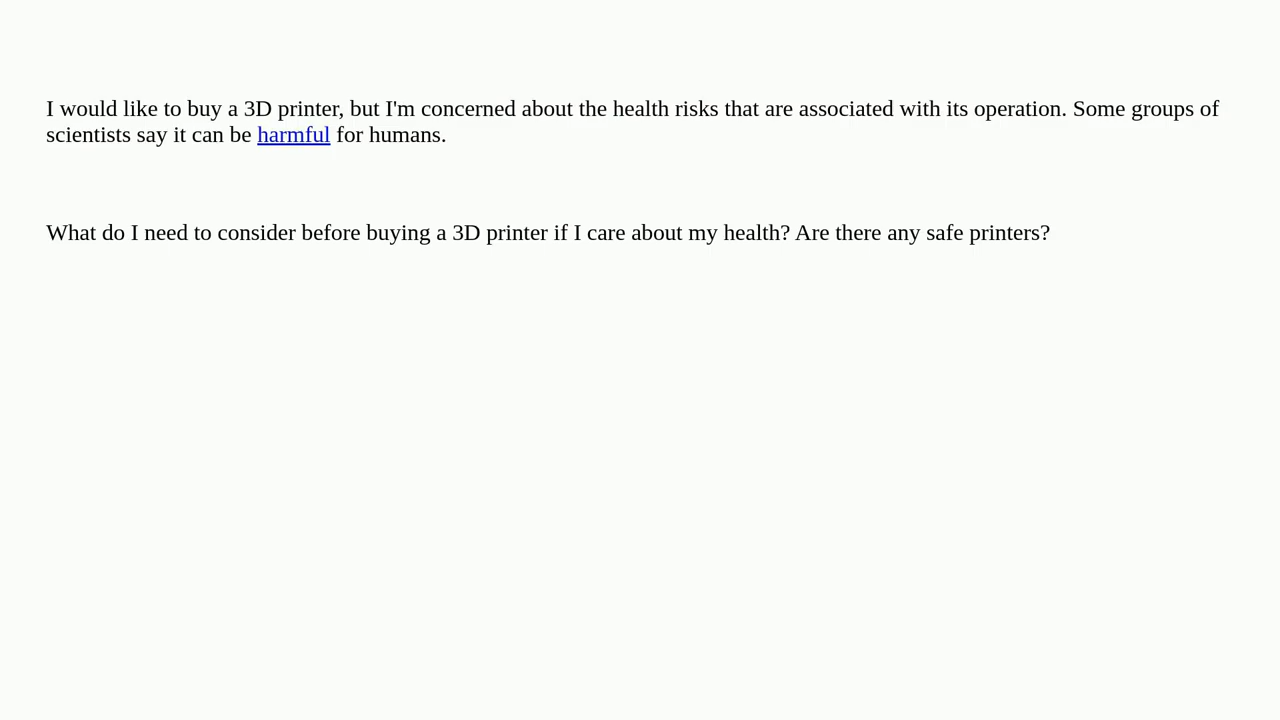 I would like to buy a 3D printer, but I'm concerned about the health risks that are associated with its operation. Some groups of
scientists say it can be harmful for humans.
What do I need to consider before buying a 3D printer if I care about my health? Are there any safe printers?